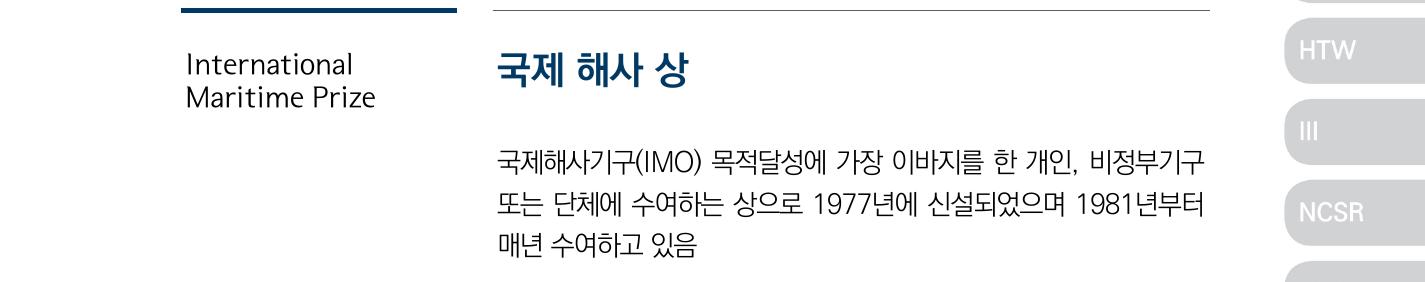 International
Maritime Prize
국제 해사 상
국제해사기구(IMO) 목적달성에 가장 이바지를 한 개인, 비정부기구
또는 단체에 수여하는 상으로 1977년에 신설되었으며 1981년부터
매년 수여하고 있음
HTW
III
NCSR